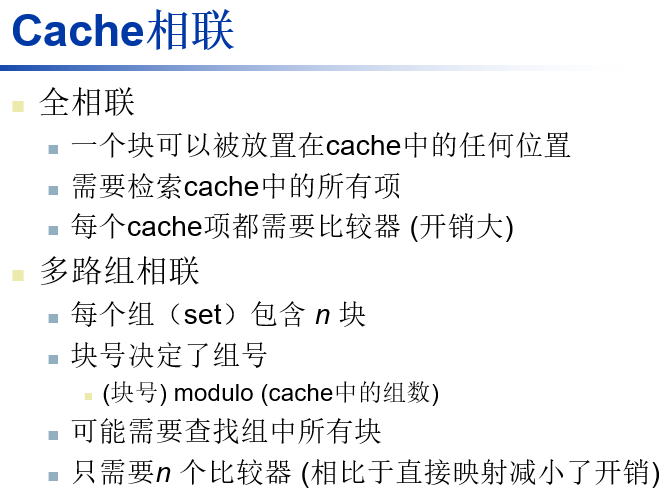 Cache相联
全相联
一个块可以被放置在cache中的任何位置
需要检索cache中的所有项
每个cache项都需要比较器 (开销大)
多路组相联
每个组（set）包含 n 块
块号决定了组号
(块号) modulo (cache中的组数)
可能需要查找组中所有块
只需要n 个比较器 (相比于直接映射减小了开销)